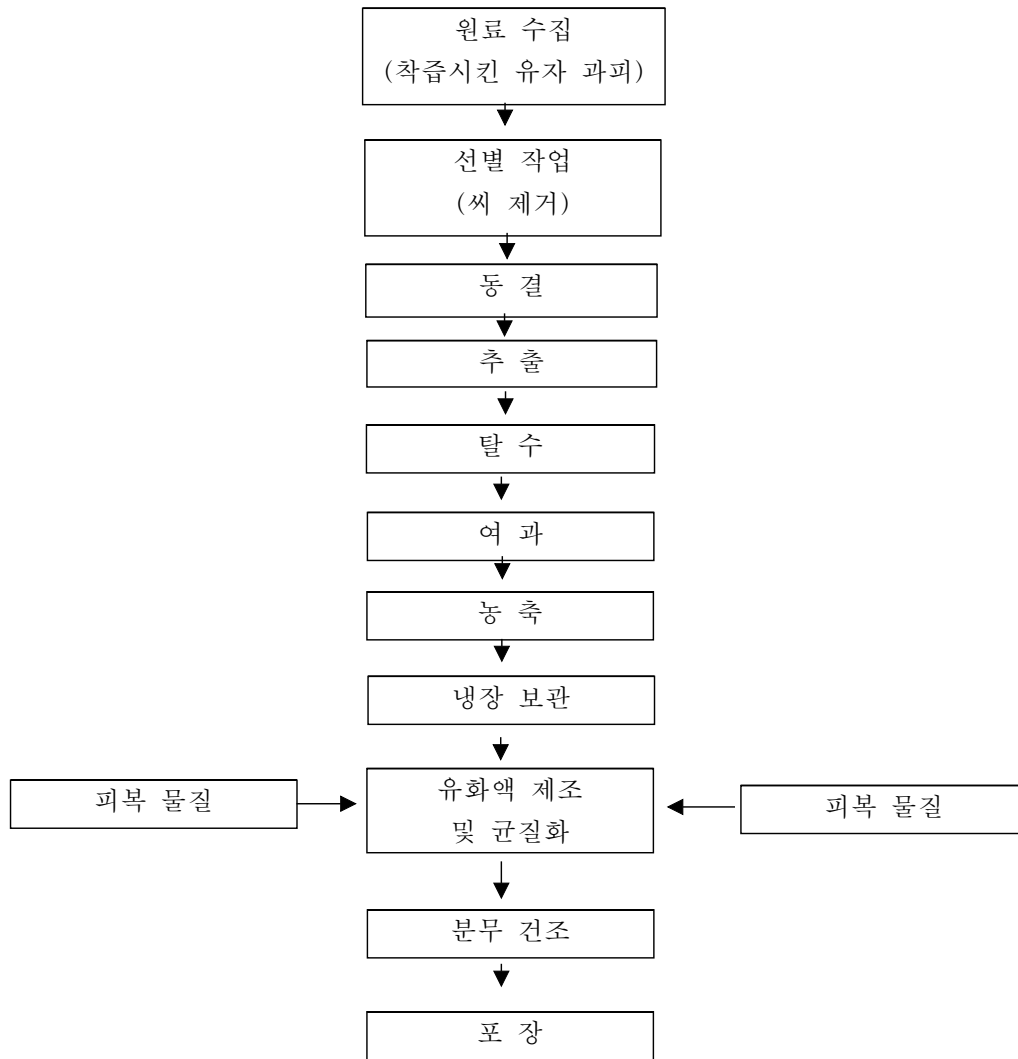 원료 수집
(착즙시킨 유자 과피)
선별 작업
(씨 제거)
동 결
추 출
탈 수
여 과
농 축
냉장 보관
피복 물질
유화액 제조
및 균질화
피복 물질
분무 건조
포 장